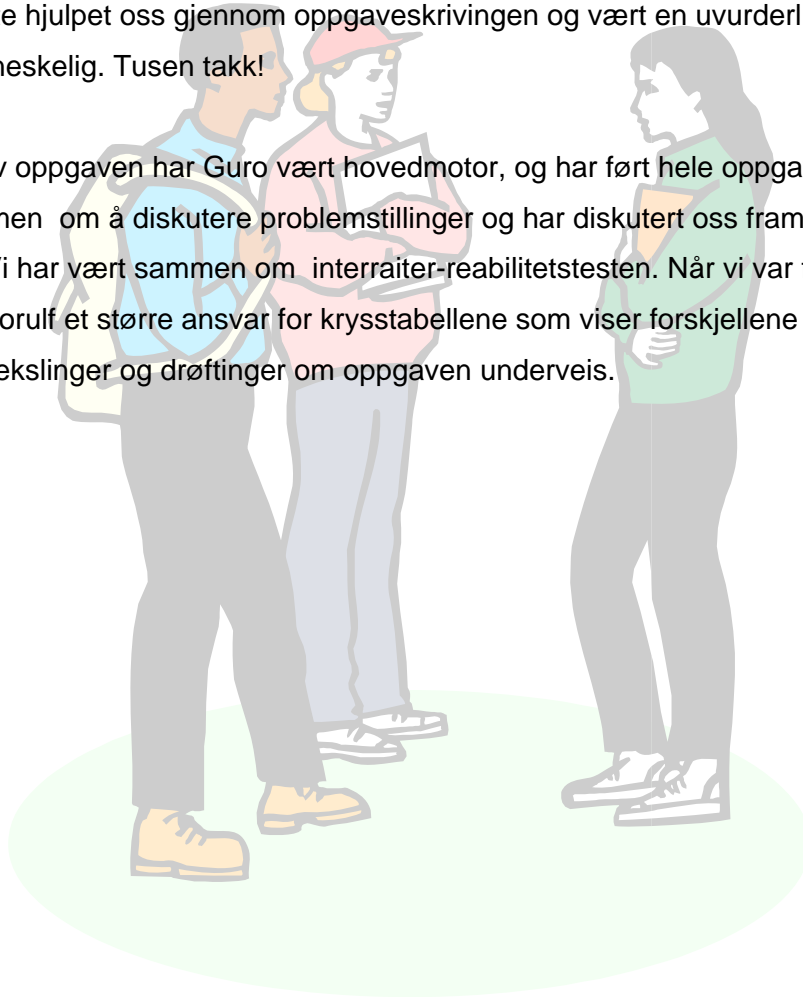 e hjulpet oss gjennom oppgaveskrivingen og vært en uvurderl
neskelig. Tusen takk!
v oppgaven har Guro vært hovedmotor, og har ført hele oppga
men om å diskutere problemstillinger og har diskutert oss fram
Vi har vært sammen om interraiter-reabilitetstesten. Når vi var
orulf et større ansvar for krysstabellene som viser forskjellene
ekslinger og drøftinger om oppgaven underveis.